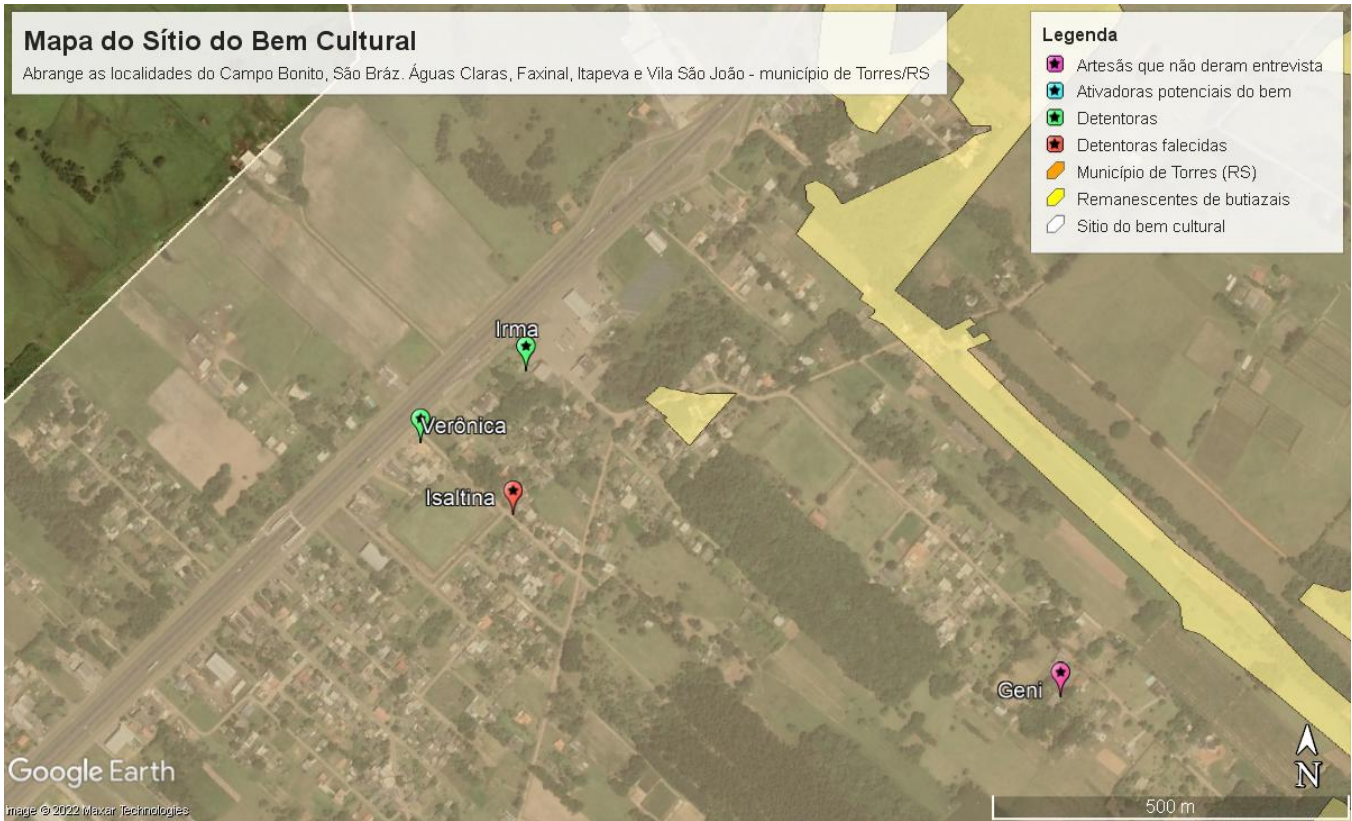 Mapa do Sítio do Bem Cultural
Abrange as localidades do Campo Bonito, São Bráz. Águas Claras, Faxinal, Itapeva e Vila São João - município de Torres/RS
Legenda
Artesãs que não deram entrevista
Ativadoras potenciais do bem
Detentoras
Detentoras falecidas
Município de Torres (RS)
Remanescentes de butiazais
Sitio do bem cultural
Irma
Verônica
Isaltina
Geni
N
Google Earth
Image © 2022 Maxar Technologies
500 m